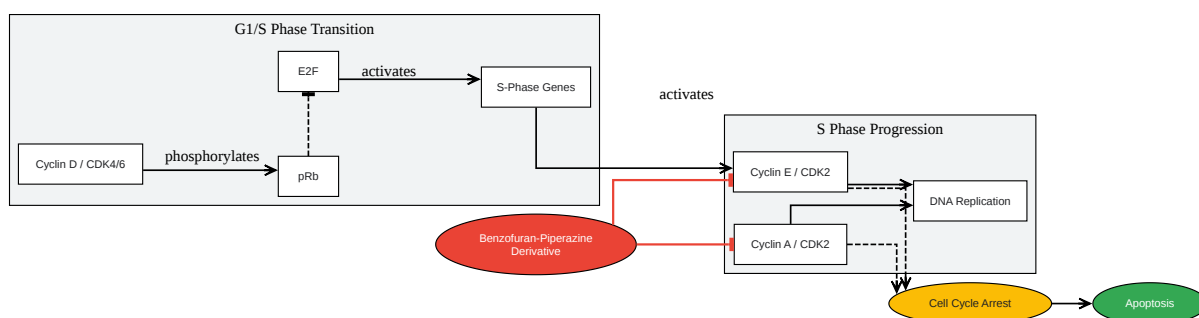 G1/S Phase Transition
E2F
activates
S-Phase Genes
activates
S Phase Progression
Cyclin D / CDK4/6
phosphorylates
pRb
Cyclin E / CDK2
DNA Replication
Benzofuran-Piperazine
Derivative
Cyclin A / CDK2
Cell Cycle Arrest
Apoptosis